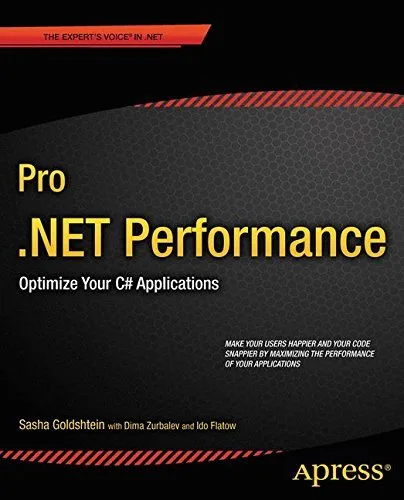 THE EXPERT'S VOICE® IN .NET
Pro
.NET Performance
Optimize Your C# Applications
MAKE YOUR USERS HAPPIER AND YOUR CODE
SNAPPIER BY MAXIMIZING THE PERFORMANCE
OF YOUR APPLICATIONS
Sasha Goldshtein with Dima Zurbalev and Ido Flatow
Apress®